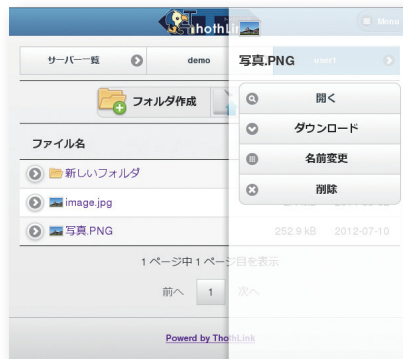 ThothLink
Menu
サーバー一覧
demo
user1
写真.PNG
フォルダ作成
開く
ダウンロード
名前変更
削除
ファイル名
新しいフォルダ
image.jpg
写真.PNG
252.9 kB
2012-07-10
1 ページ中 1 ページ目を表示
前へ
1
次へ
Powerd by ThothLink